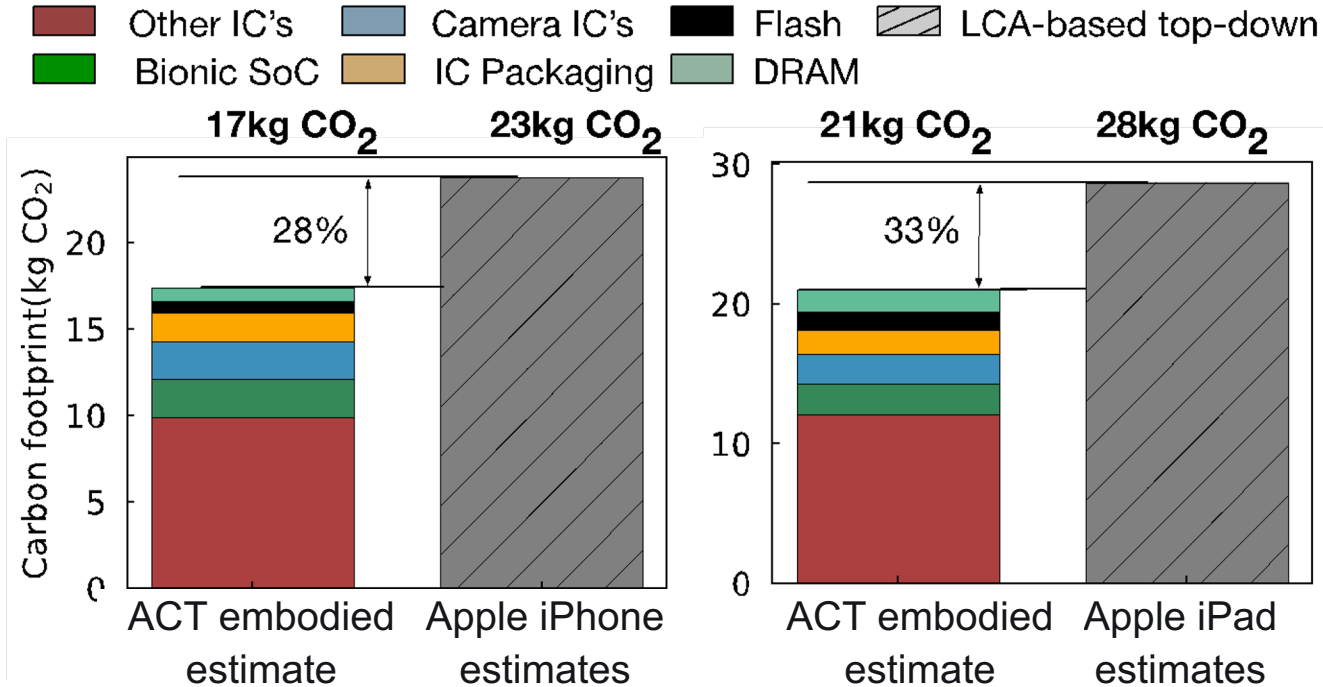 Other IC's Camera IC's Flash LCA-based top-down
Bionic SoC IC Packaging DRAM
17kg CO2 23kg CO2
Carbon footprint(kg CO2)
20
15
10
5
0
28%
ACT embodied estimate
Apple iPhone estimates
21kg CO2 28kg CO2
30
20
10
0
33%
ACT embodied estimate
Apple iPad estimates